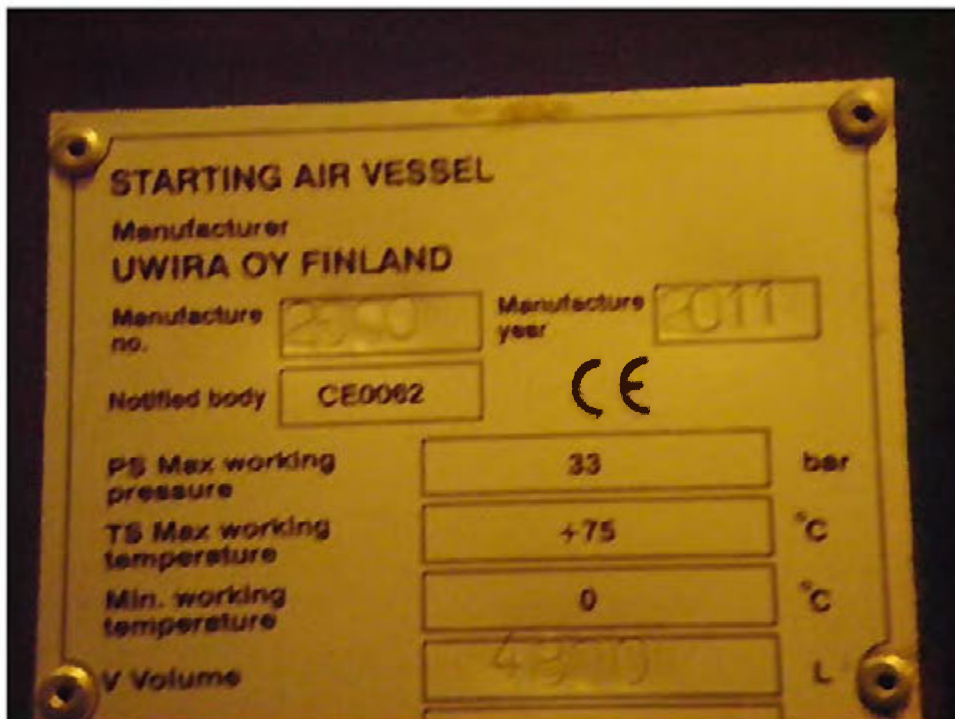 STARTING AIR VESSEL
Manufacturer
UWIRA OY FINLAND
Manufacture no. Manufacture year 2011
Notified body CE0062 CE
PS Max working pressure 33 bar
TS Max working temperature +75 °C
Min. working temperature 0 °C
V Volume L